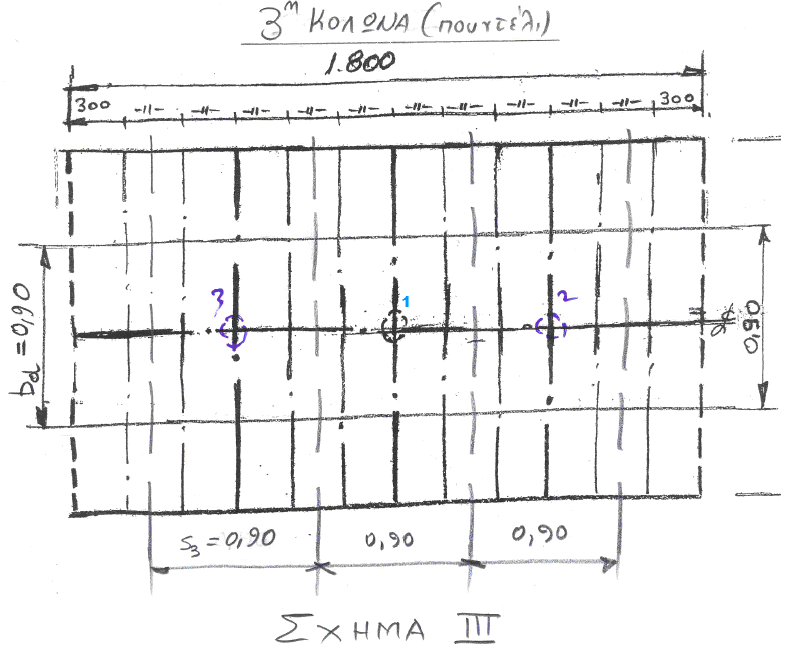 3η ΚΟΛΩΝΑ (πουντέλι)
1.800
300 -||- -||- -||- -||- -||- -||- -||- -||- -||- -||- 300
3 1 2
bd = 0,90
0,90
S3 = 0,90 0,90 0,90
ΣΧΗΜΑ III